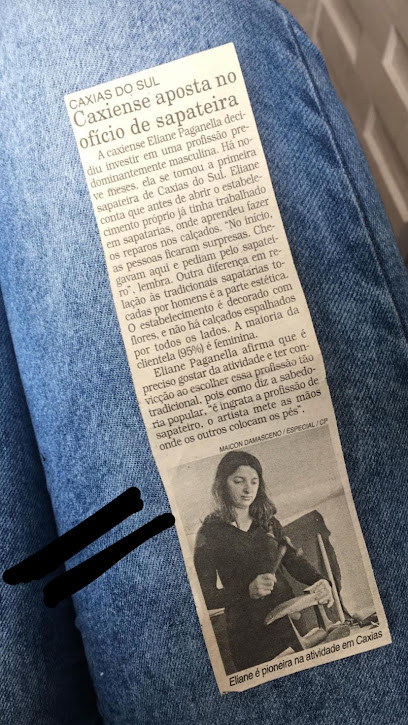 CAXIAS DO SUL
Caxiense aposta no
ofício de sapateira
A caxiense Eliane Paganella deci-
diu investir em uma profissão pre-
dominantemente masculina. Há no-
ve meses, ela se tornou a primeira
sapateira de Caxias do Sul. Eliane
conta que antes de abrir o estabele-
cimento próprio já tinha trabalhado
em sapatarias, onde aprendeu fazer
os reparos nos calçados. "No início,
as pessoas ficaram surpresas. Che-
gavam aqui e pediam pelo sapatei-
ro", lembra. Outra diferença em re-
lação às tradicionais sapatarias to-
cadas por homens é a parte estética.
O estabelecimento é decorado com
flores, e não há calçados espalhados
por todos os lados. A maioria da
clientela (95%) é feminina.
Eliane Paganella afirma que é
preciso gostar da atividade e ter con-
vicção ao escolher essa profissão tão
tradicional, pois como diz a sabedo-
ria popular, "é ingrata a profissão de
sapateiro, o artista mete as mãos
onde os outros colocam os pés".
MAICON DAMASCENO / ESPECIAL / CP
Eliane é pioneira na atividade em Caxias